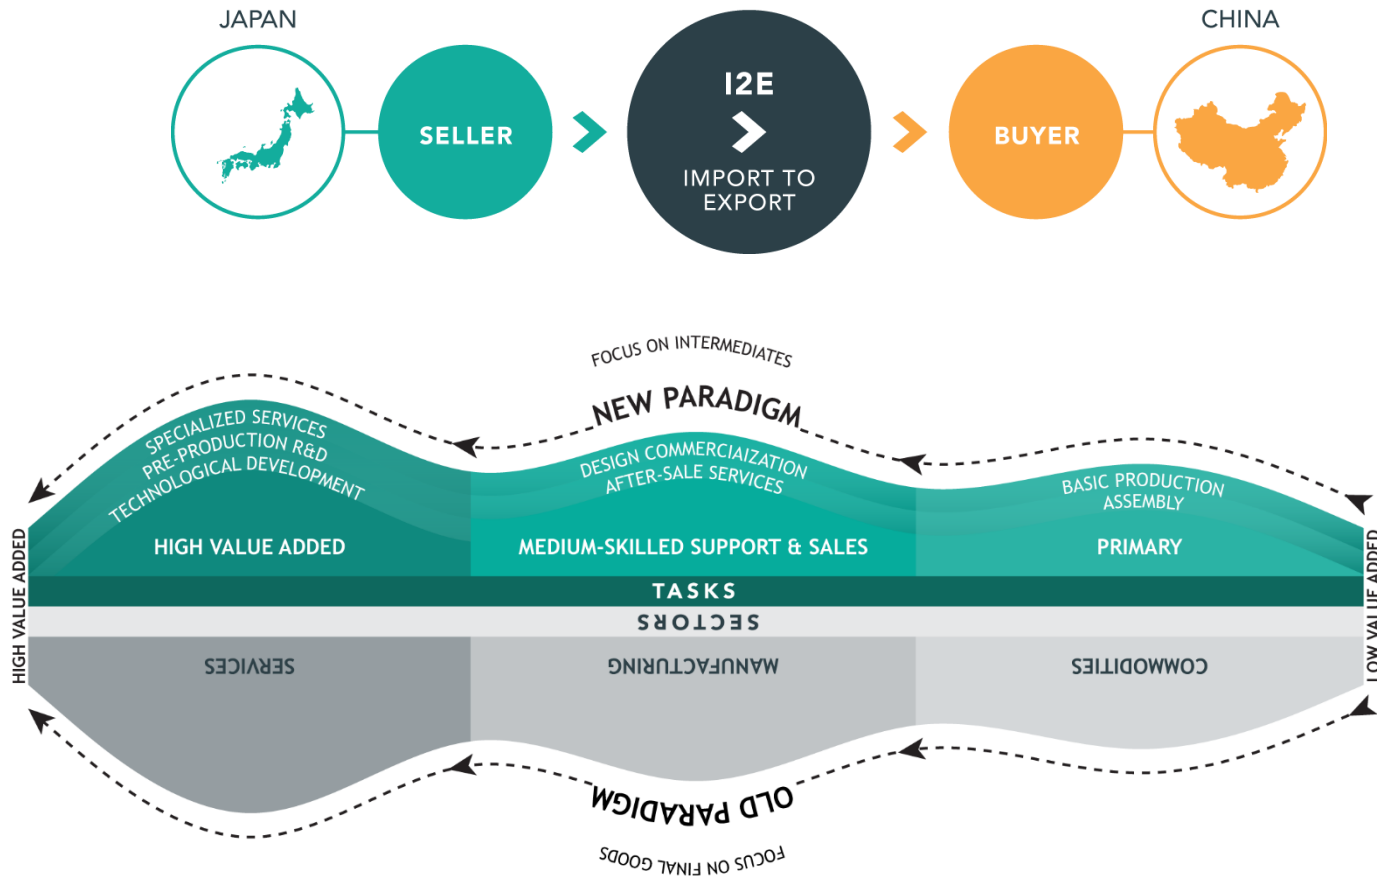 JAPAN
CHINA
SELLER
I2E
IMPORT TO
EXPORT
BUYER
FOCUS ON INTERMEDIATES
NEW PARADIGM
SPECIALIZED SERVICES
PRE-PRODUCTION R&D
TECHNOLOGICAL DEVELOPMENT
HIGH VALUE ADDED
DESIGN COMMERCIAIZATION
AFTER-SALE SERVICES
MEDIUM-SKILLED SUPPORT & SALES
BASIC PRODUCTION
ASSEMBLY
PRIMARY
HIGH VALUE ADDED
LOW VALUE ADDED
TASKS
SECTORS
SERVICES
MANUFACTURING
COMMODITIES
OLD PARADIGM
FOCUS ON FINAL GOODS